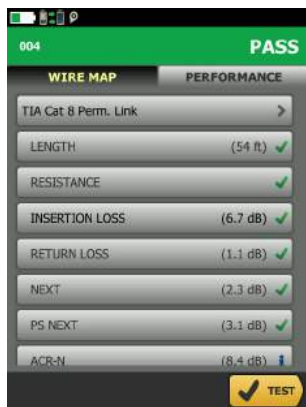 004 PASS
WIRE MAP PERFORMANCE
TIA Cat 8 Perm. Link
LENGTH (54 ft)
RESISTANCE
INSERTION LOSS (6.7 dB)
RETURN LOSS (1.1 dB)
NEXT (2.3 dB)
PS NEXT (3.1 dB)
ACR-N (8.4 dB) i
TEST